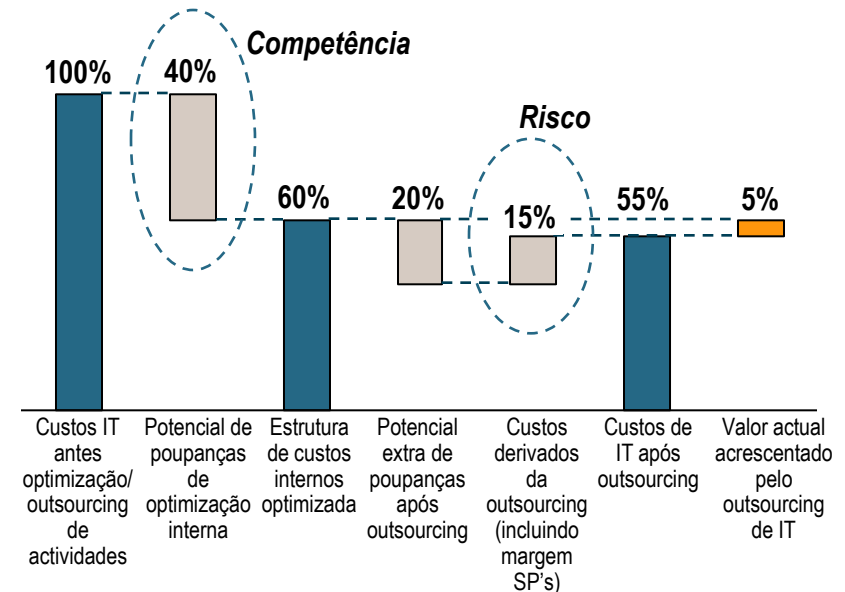 Competência
100%
40%
Risco
60%
20%
15%
55%
5%
Custos IT
antes
optimização/
outsourcing
de
actividades
Potencial de
poupanças
de
optimização
interna
Estrutura
de custos
internos
optimizada
Potencial
extra de
poupanças
após
outsourcing
Custos
derivados
da
outsourcing
(incluindo
margem
SP's)
Custos de
IT após
outsourcing
Valor actual
acrescentado
pelo
outsourcing
de IT